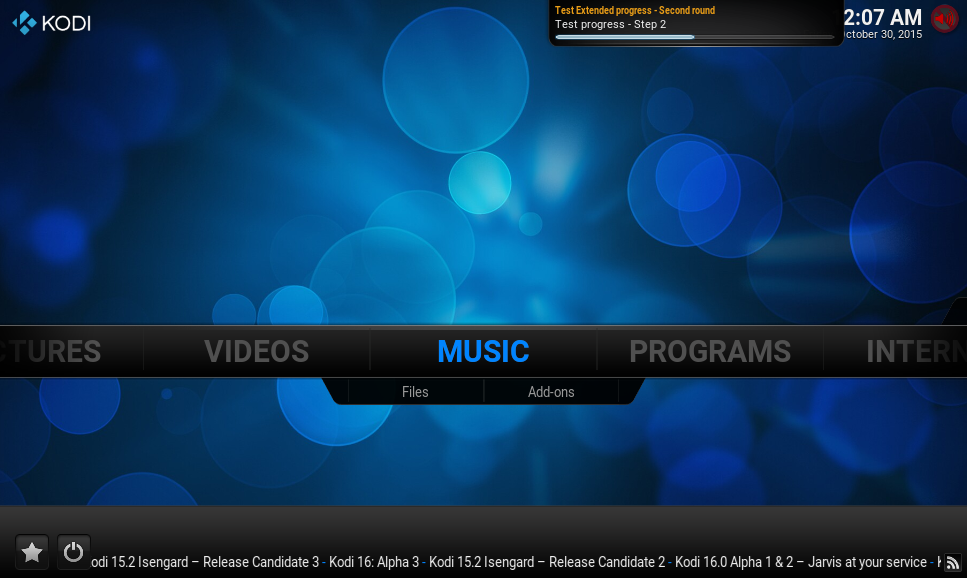 KODI
Test Extended progress - Second round
Test progress - Step 2
2:07 AM
ctober 30, 2015
CTURES
VIDEOS
MUSIC
PROGRAMS
INTERN
Files
Add-ons
odi 15.2 Isengard – Release Candidate 3 - Kodi 16: Alpha 3 - Kodi 15.2 Isengard – Release Candidate 2 - Kodi 16.0 Alpha 1 & 2 – Jarvis at your service -